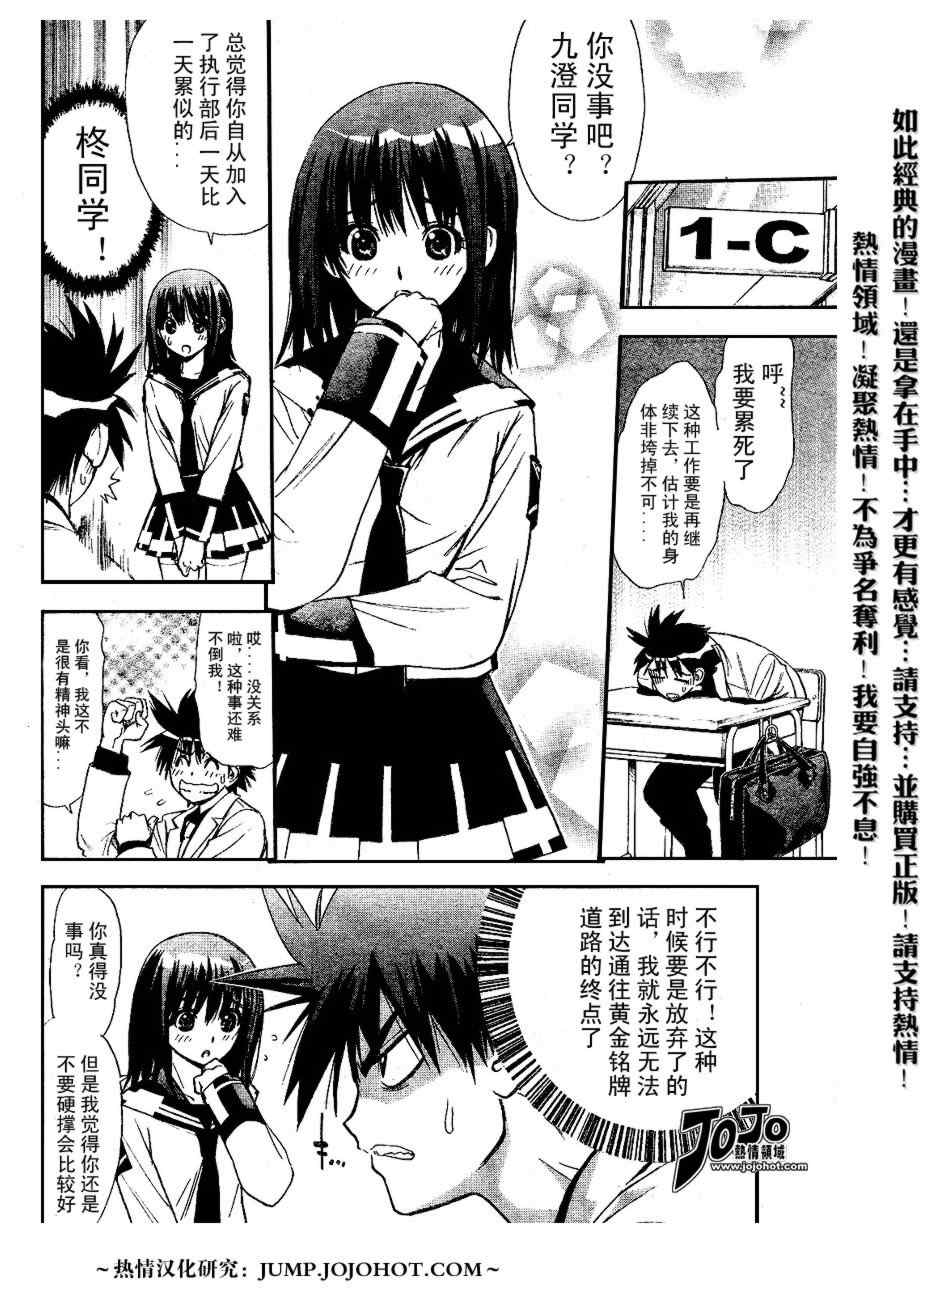 1-C
呼~~
我要累死了
这种工作要是再继
续下去，估计我的身
体非垮掉不可....
你没事吧？
九澄同学？
总觉得你自从加入
了执行部后一天比
一天累似的...
柊同学！
哎...没关系
啦，这种事还难
不倒我！
你看，我这不
是很有精神头嘛...
不行不行！这种
时候要是放弃了的
话，我就永远无法
到达通往黄金铭牌
道路的终点了
你真得没
事吗？
但是我觉得你还是
不要硬撑会比较好
JOJO
熱情領域
www.jojohot.com
如此經典的漫畫！還是拿在手中…才更有感覺…請支持…並購買正版！請支持熱情！
熱情領域！凝聚熱情！不為爭名奪利！我要自強不息！
～热情汉化研究：JUMP.JOJOHOT.COM～